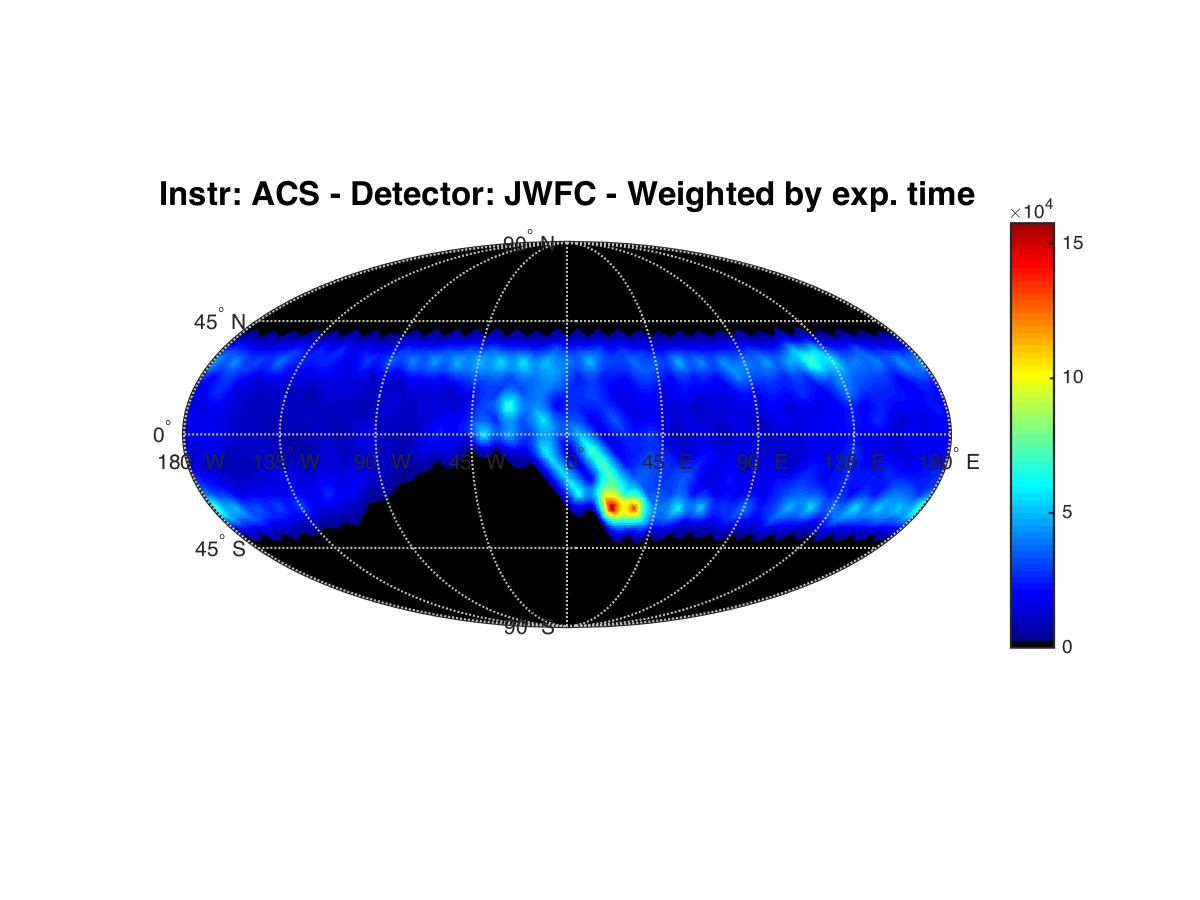 Instr: ACS - Detector: JWFC - Weighted by exp. time
×10⁴
15
10
5
0
90° N
45° N
0°
180° W 135° W 90° W 45° W 0° 45° E 90° E 135° E 180° E
45° S
90° S